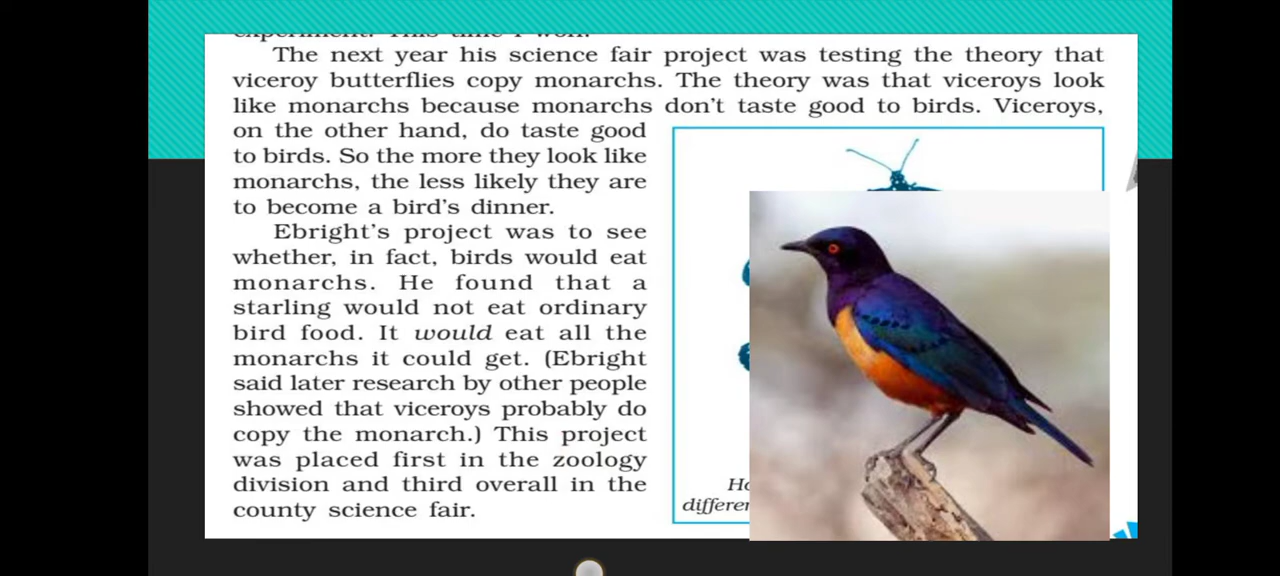 The next year his science fair project was testing the theory that
viceroy butterflies copy monarchs. The theory was that viceroys look
like monarchs because monarchs don't taste good to birds. Viceroys,
on the other hand, do taste good
to birds. So the more they look like
monarchs, the less likely they are
to become a bird's dinner.
Ebright's project was to see
whether, in fact, birds would eat
monarchs. He found that a
starling would not eat ordinary
bird food. It would eat all the
monarchs it could get. (Ebright
said later research by other people
showed that viceroys probably do
copy the monarch.) This project
was placed first in the zoology
division and third overall in the
county science fair.